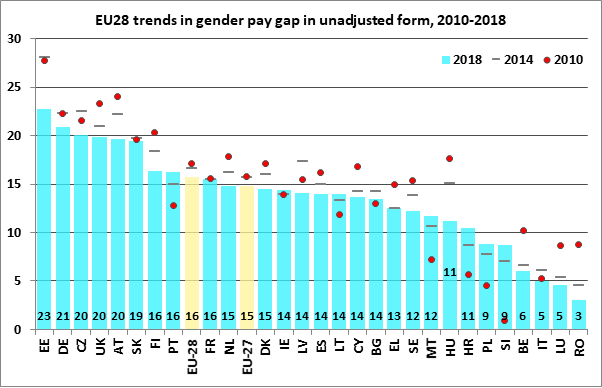 EU28 trends in gender pay gap in unadjusted form, 2010-2018
30
25
20
15
10
5
0
2018 2014 2010
23 21 20 20 20 19 16 16 16 16 15 15 15 14 14 14 14 14 14 13 12 12 11 11 9 9 6 5 5 3
EE DE CZ UK AT SK FI PT EU-28 FR NL EU-27 DK IE LV ES LT CY BG EL SE MT HU HR PL SI BE IT LU RO